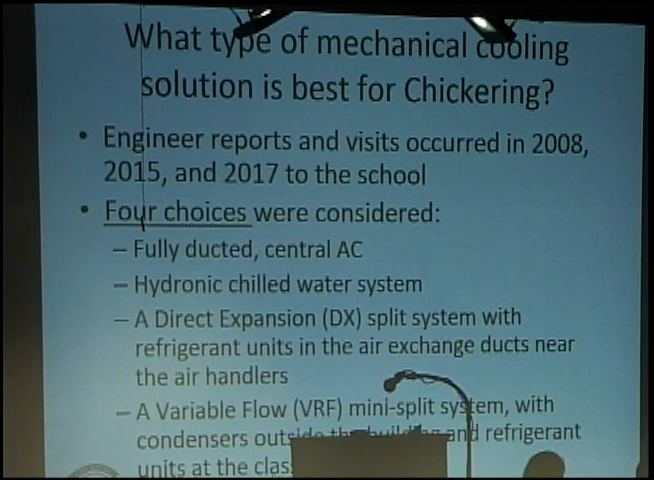 What type of mechanical cooling
solution is best for Chickering?
• Engineer reports and visits occurred in 2008,
2015, and 2017 to the school
• Four choices were considered:
– Fully ducted, central AC
– Hydronic chilled water system
– A Direct Expansion (DX) split system with
refrigerant units in the air exchange ducts near
the air handlers
– A Variable Flow (VRF) mini-split system, with
condensers outside the building and refrigerant
units at the